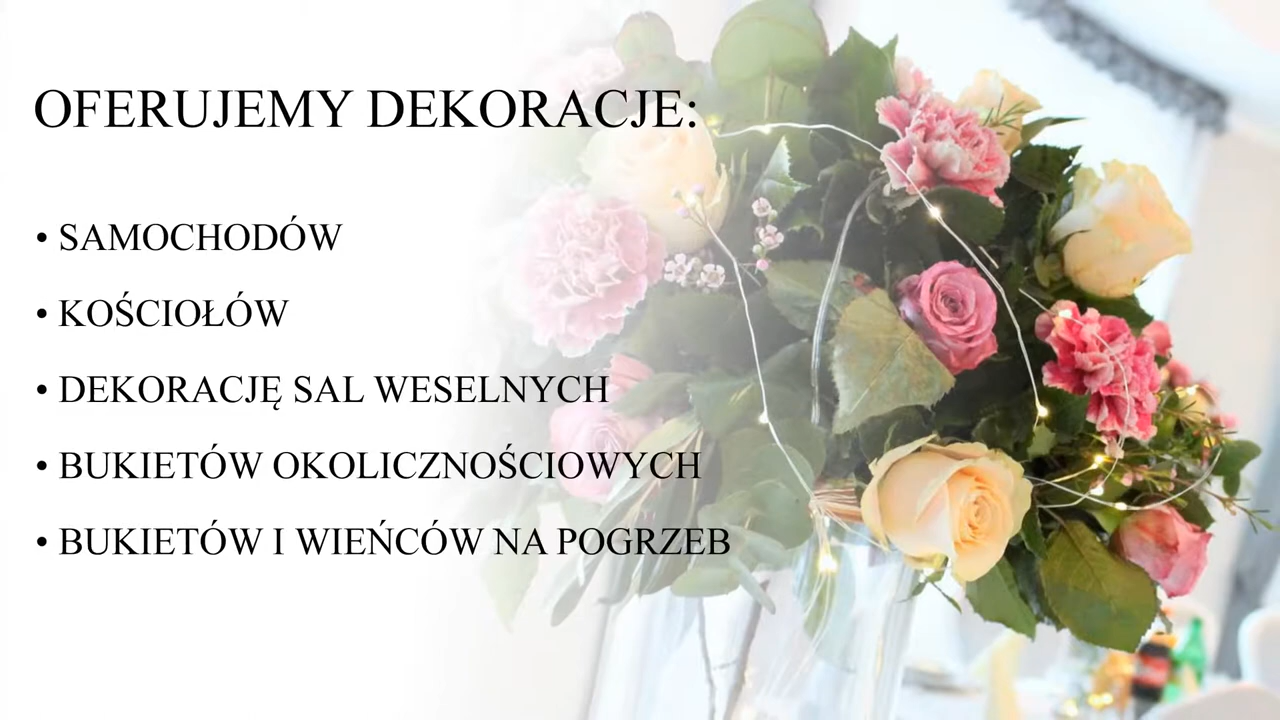 OFERUJEMY DEKORACJE:
• SAMOCHODÓW
• KOŚCIOŁÓW
• DEKORACJĘ SAL WESELNYCH
• BUKIETÓW OKOLICZNOŚCIOWYCH
• BUKIETÓW I WIEŃCÓW NA POGRZEB